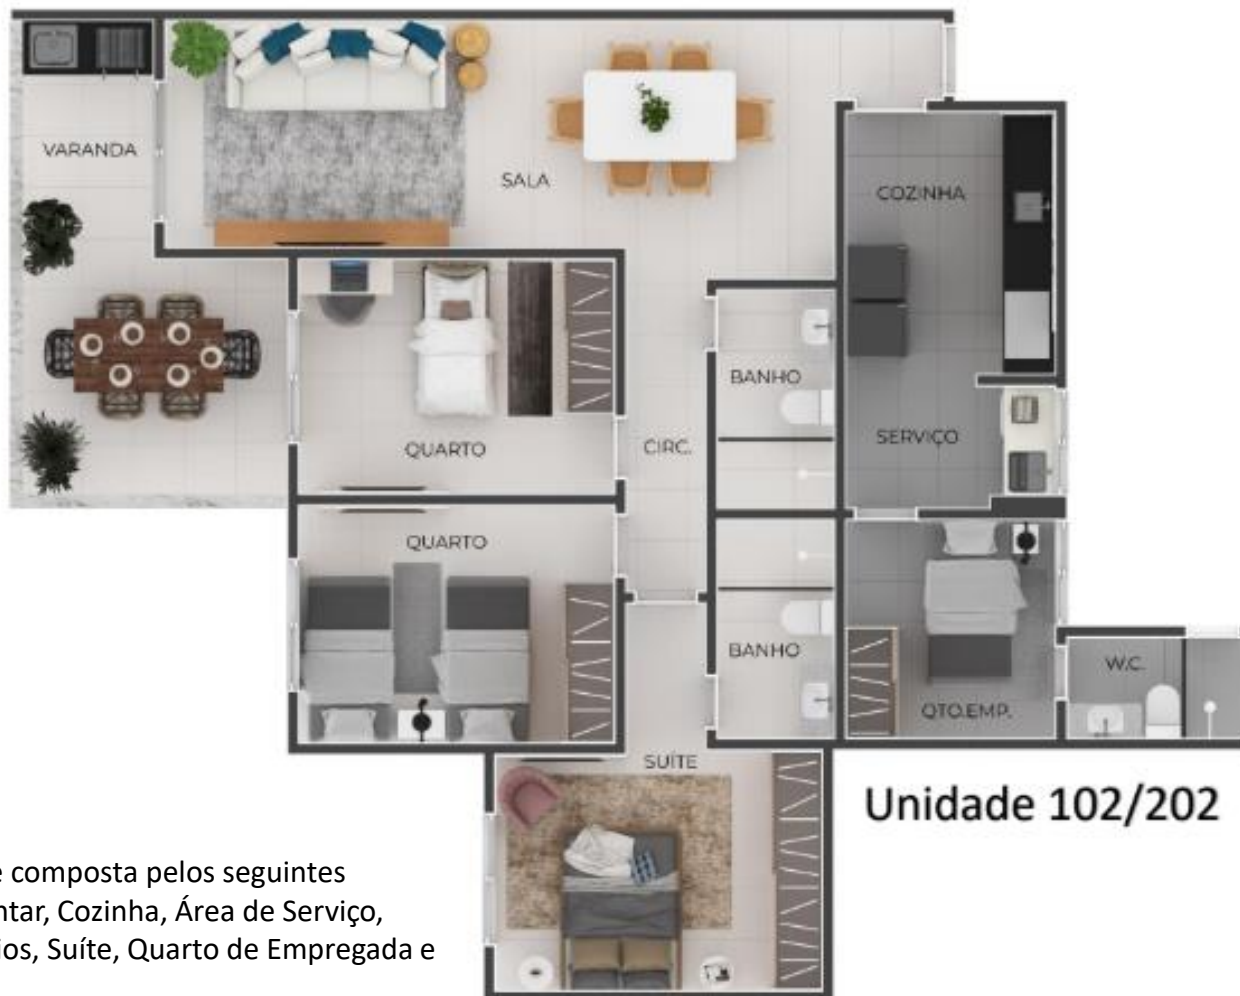 VARANDA
SALA
COZINHA
BANHO
QUARTO
CIRC.
SERVIÇO
QUARTO
BANHO
W.C.
QTO.EMP.
SUÍTE
Unidade 102/202
e composta pelos seguintes
ntar, Cozinha, Área de Serviço,
ios, Suíte, Quarto de Empregada e